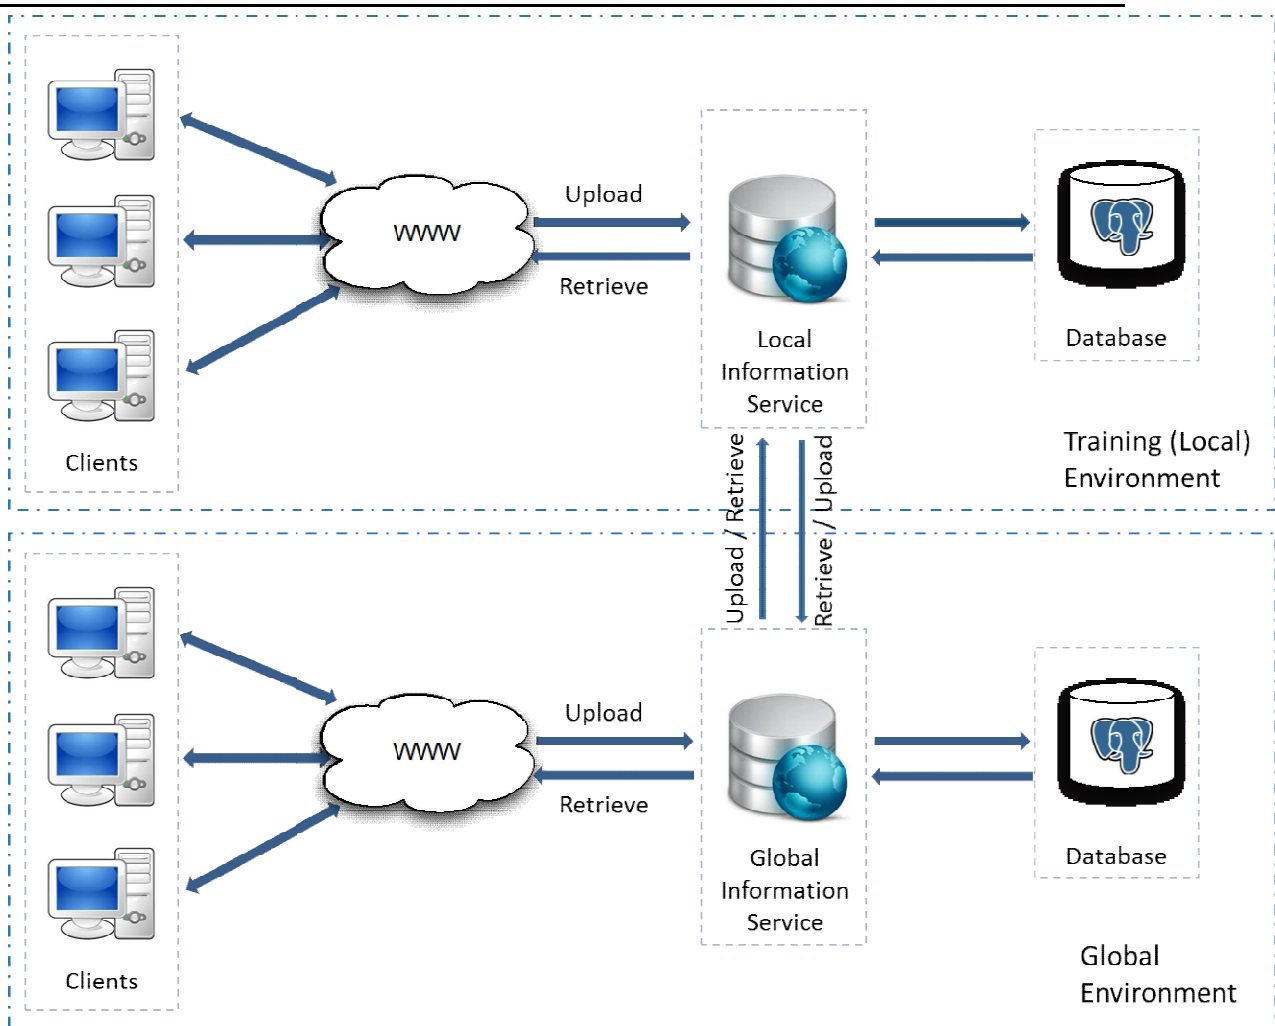 Upload
WWW
Retrieve
Local
Information
Service
Database
Clients
Training (Local)
Environment
Upload / Retrieve
Retrieve / Upload
Upload
WWW
Retrieve
Global
Information
Service
Database
Clients
Global
Environment